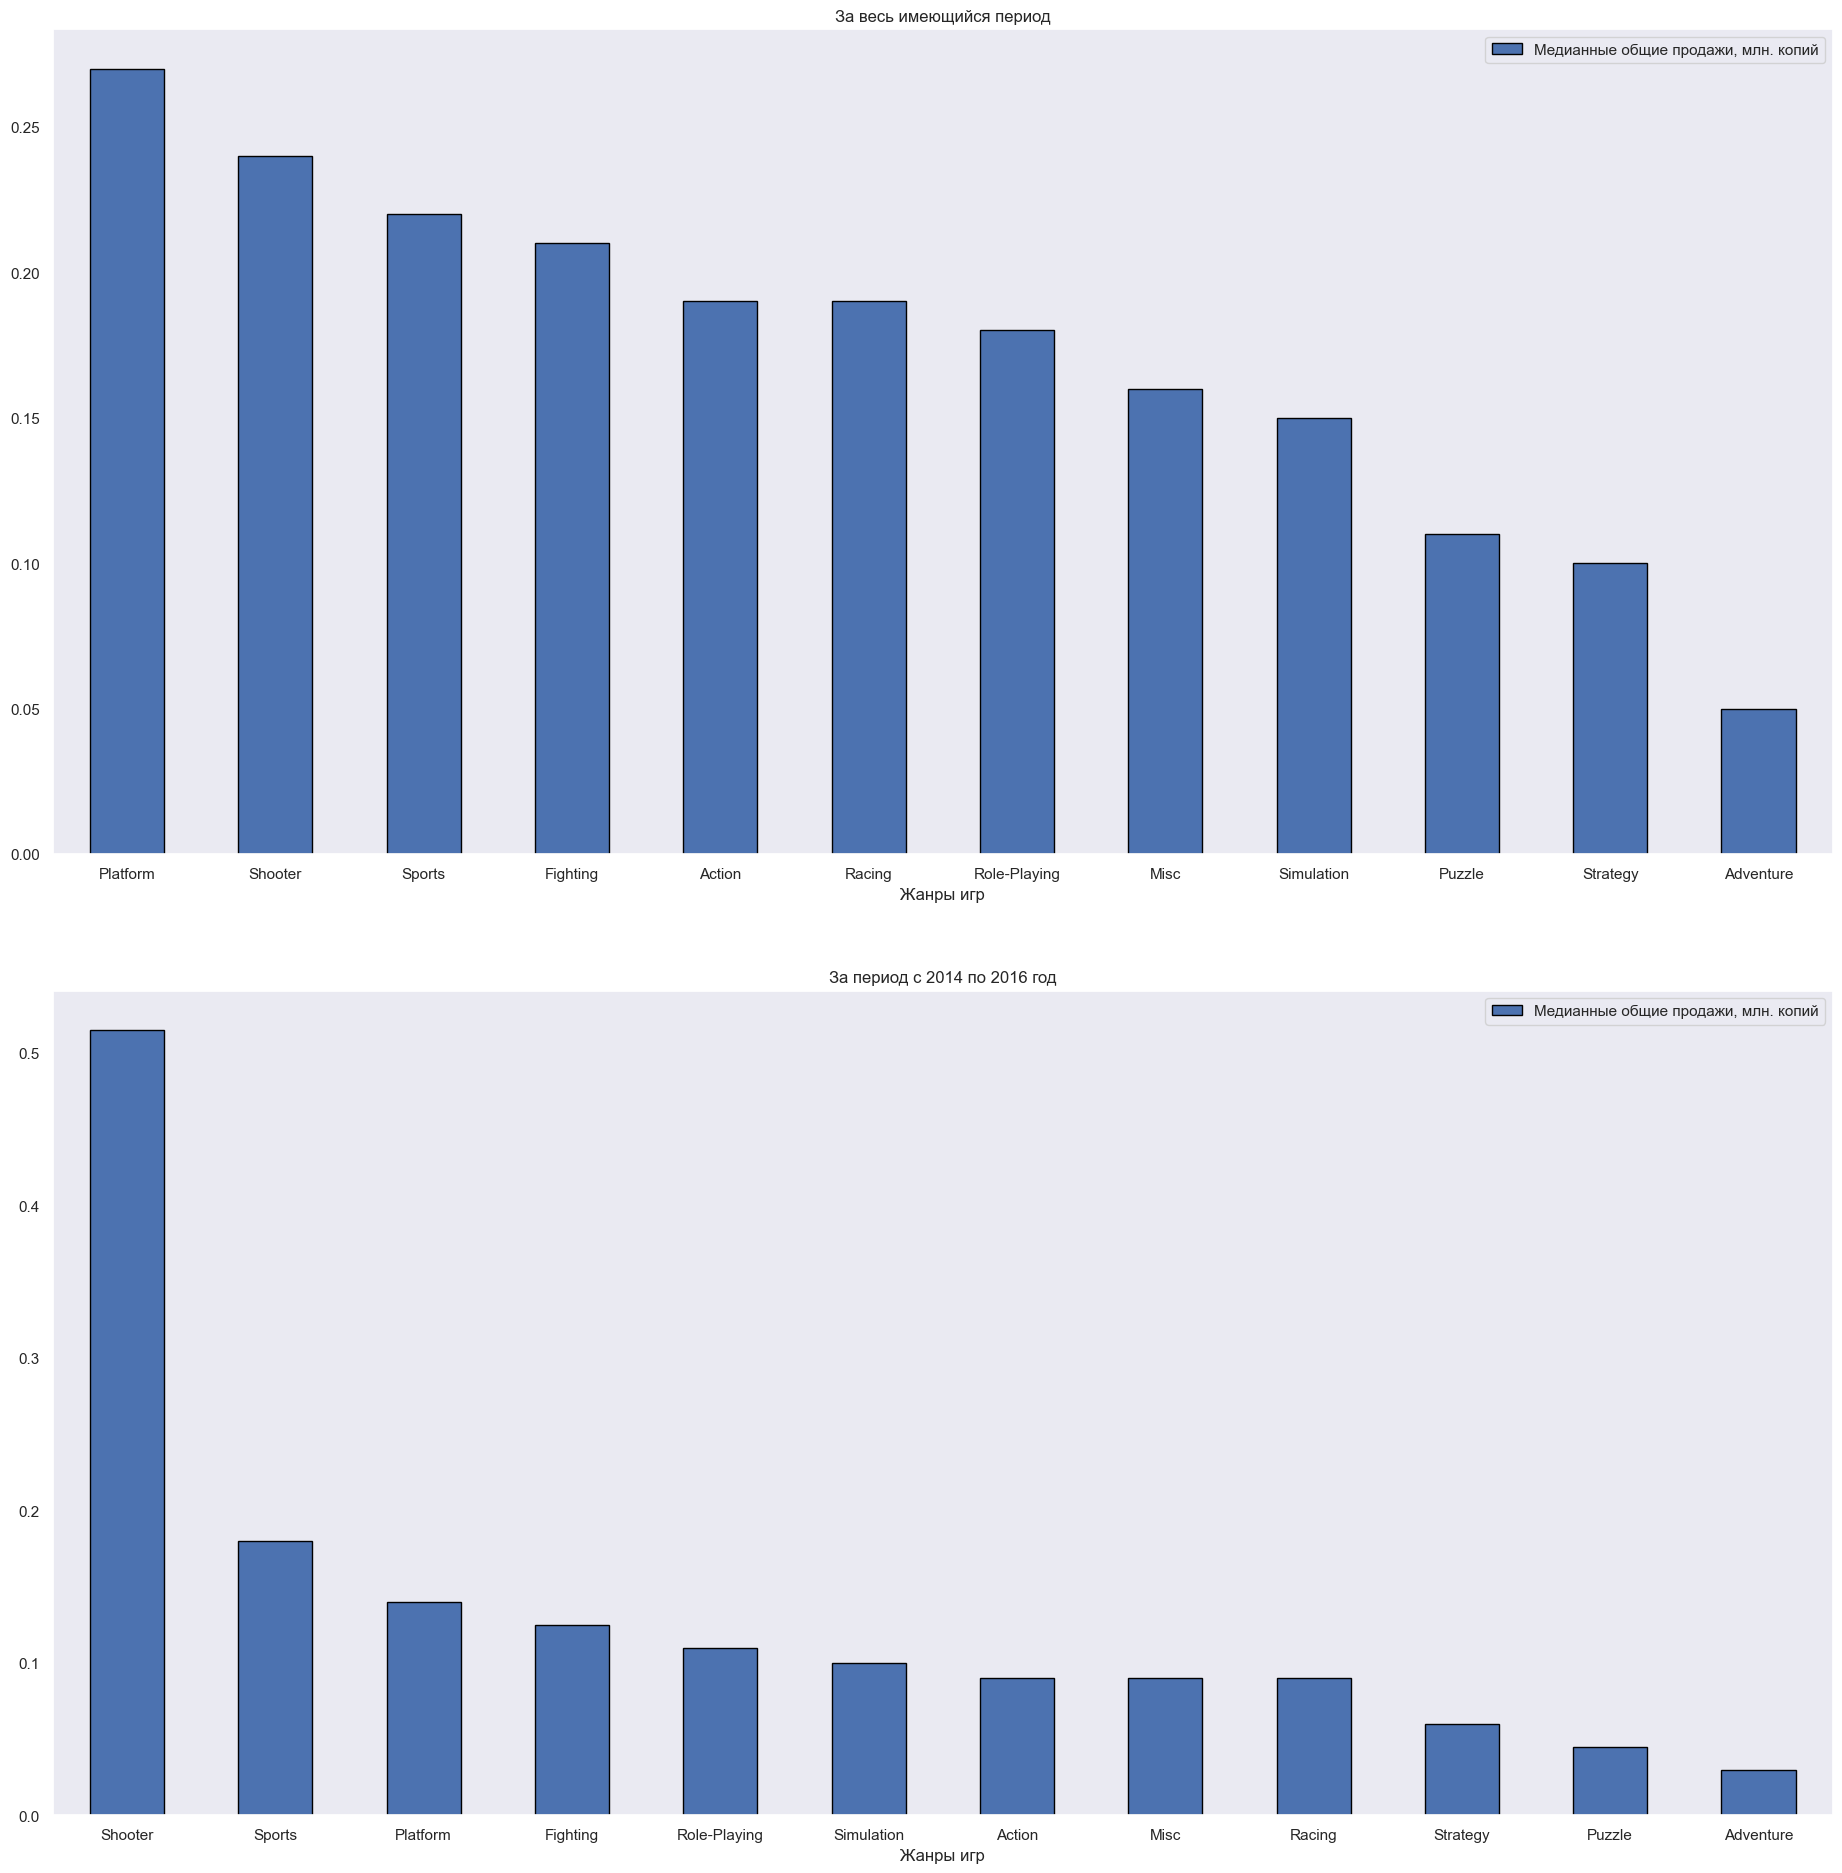 За весь имеющийся период
Медианные общие продажи, млн. копий
0.25
0.20
0.15
0.10
0.05
0.00
Platform Shooter Sports Fighting Action Racing Role-Playing Misc Simulation Puzzle Strategy Adventure
Жанры игр
За период с 2014 по 2016 год
Медианные общие продажи, млн. копий
0.5
0.4
0.3
0.2
0.1
0.0
Shooter Sports Platform Fighting Role-Playing Simulation Action Misc Racing Strategy Puzzle Adventure
Жанры игр